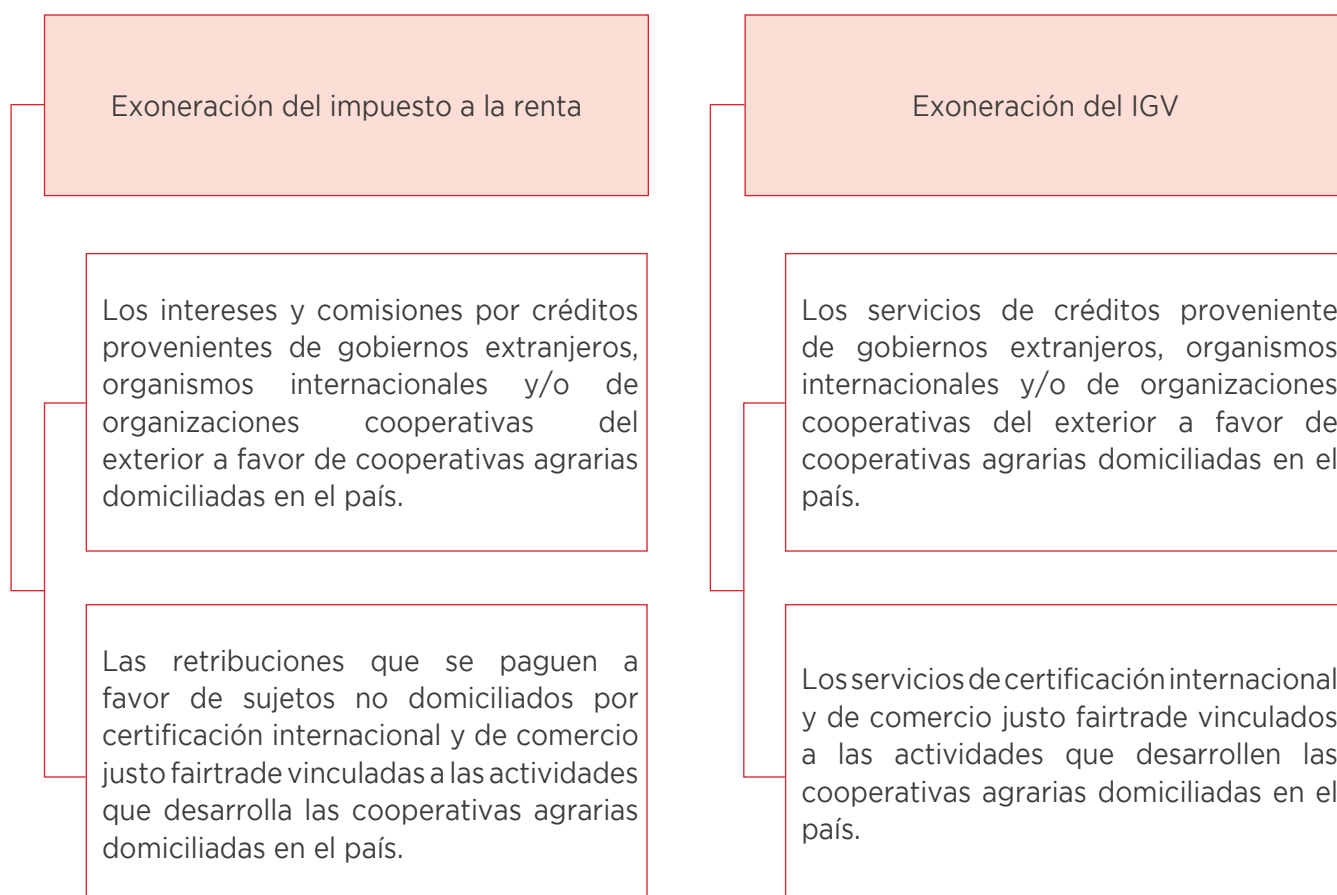 Exoneración del impuesto a la renta
Los intereses y comisiones por créditos
provenientes de gobiernos extranjeros,
organismos internacionales y/o de
organizaciones cooperativas del
exterior a favor de cooperativas agrarias
domiciliadas en el país.
Las retribuciones que se paguen a
favor de sujetos no domiciliados por
certificación internacional y de comercio
justo fairtrade vinculadas a las actividades
que desarrolla las cooperativas agrarias
domiciliadas en el país.
Exoneración del IGV
Los servicios de créditos proveniente
de gobiernos extranjeros, organismos
internacionales y/o de organizaciones
cooperativas del exterior a favor de
cooperativas agrarias domiciliadas en el
país.
Los servicios de certificación internacional
y de comercio justo fairtrade vinculados
a las actividades que desarrollen las
cooperativas agrarias domiciliadas en el
país.